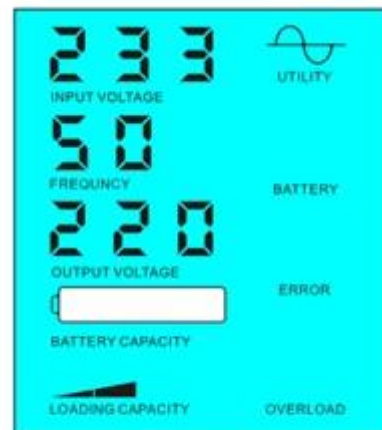 233
INPUT VOLTAGE
UTILITY
50
FREQUNCY
BATTERY
220
OUTPUT VOLTAGE
ERROR
BATTERY CAPACITY
LOADING CAPACITY
OVERLOAD